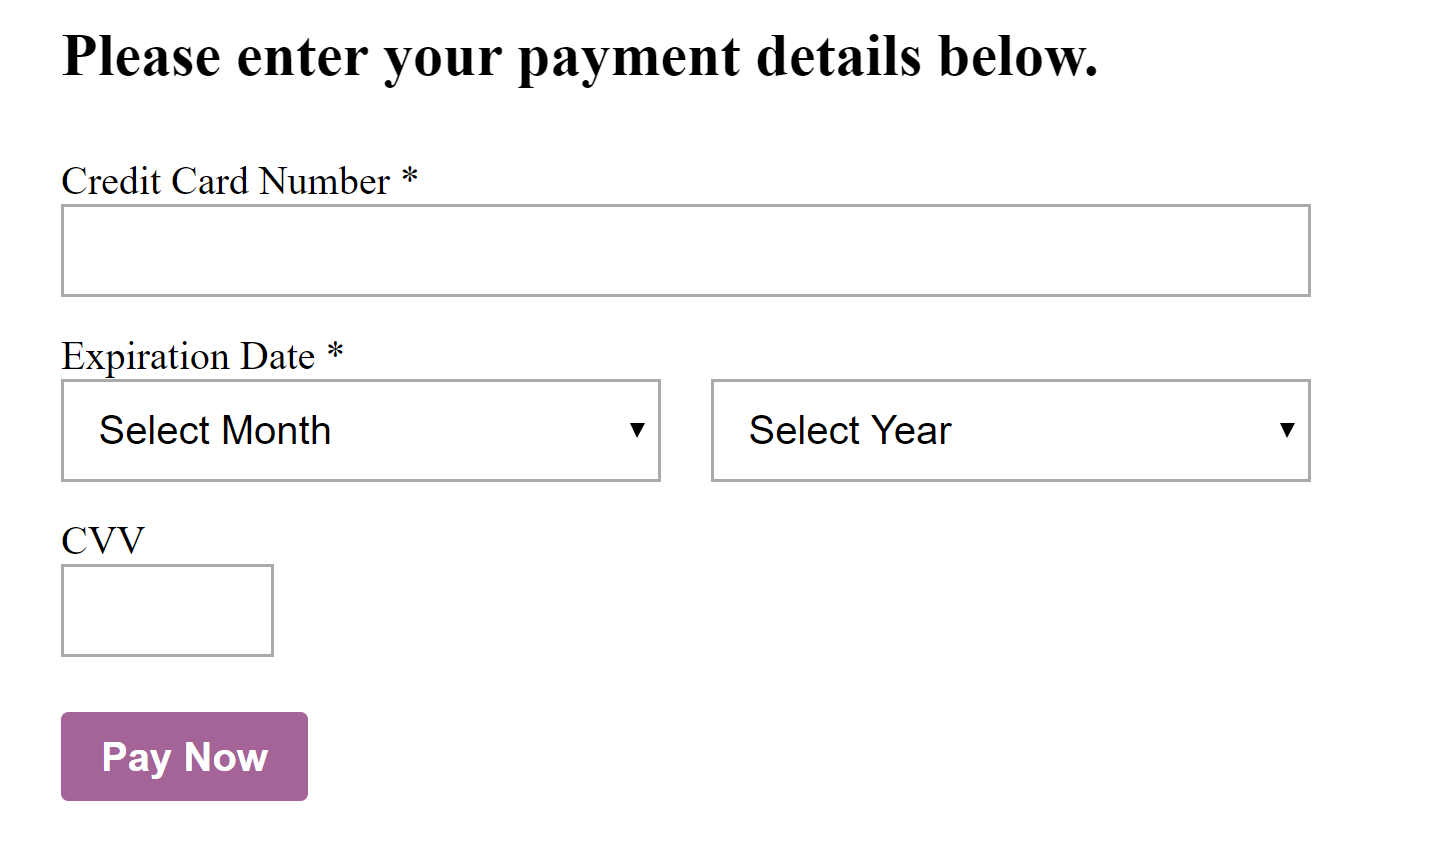 Please enter your payment details below.
Credit Card Number *
Expiration Date *
Select Month ▼ Select Year ▼
CVV
Pay Now